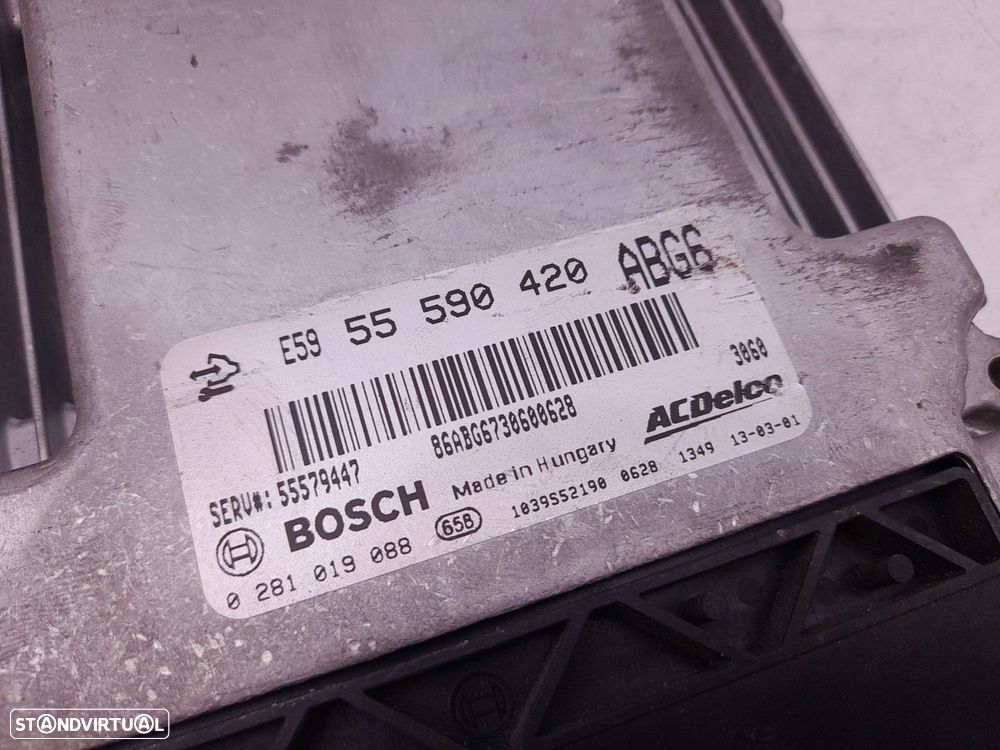 E59 55 590 420 ABG6
86ABG6730600628
3060
SERV#: 55579447
ACDelco
BOSCH
Made in Hungary
0 281 019 088
65B
1039S52190 0628 1349 13-03-01
STANDVIRTUAL